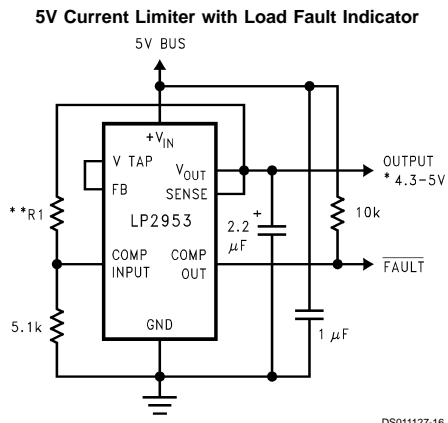 5V Current Limiter with Load Fault Indicator
5V BUS
+VIN
V TAP
FB
VOUT
SENSE
OUTPUT
* 4.3-5V
**R1
LP2953
2.2
+
μF
10k
COMP
INPUT
COMP
OUT
FAULT
5.1k
GND
1 μF
DS011127-16